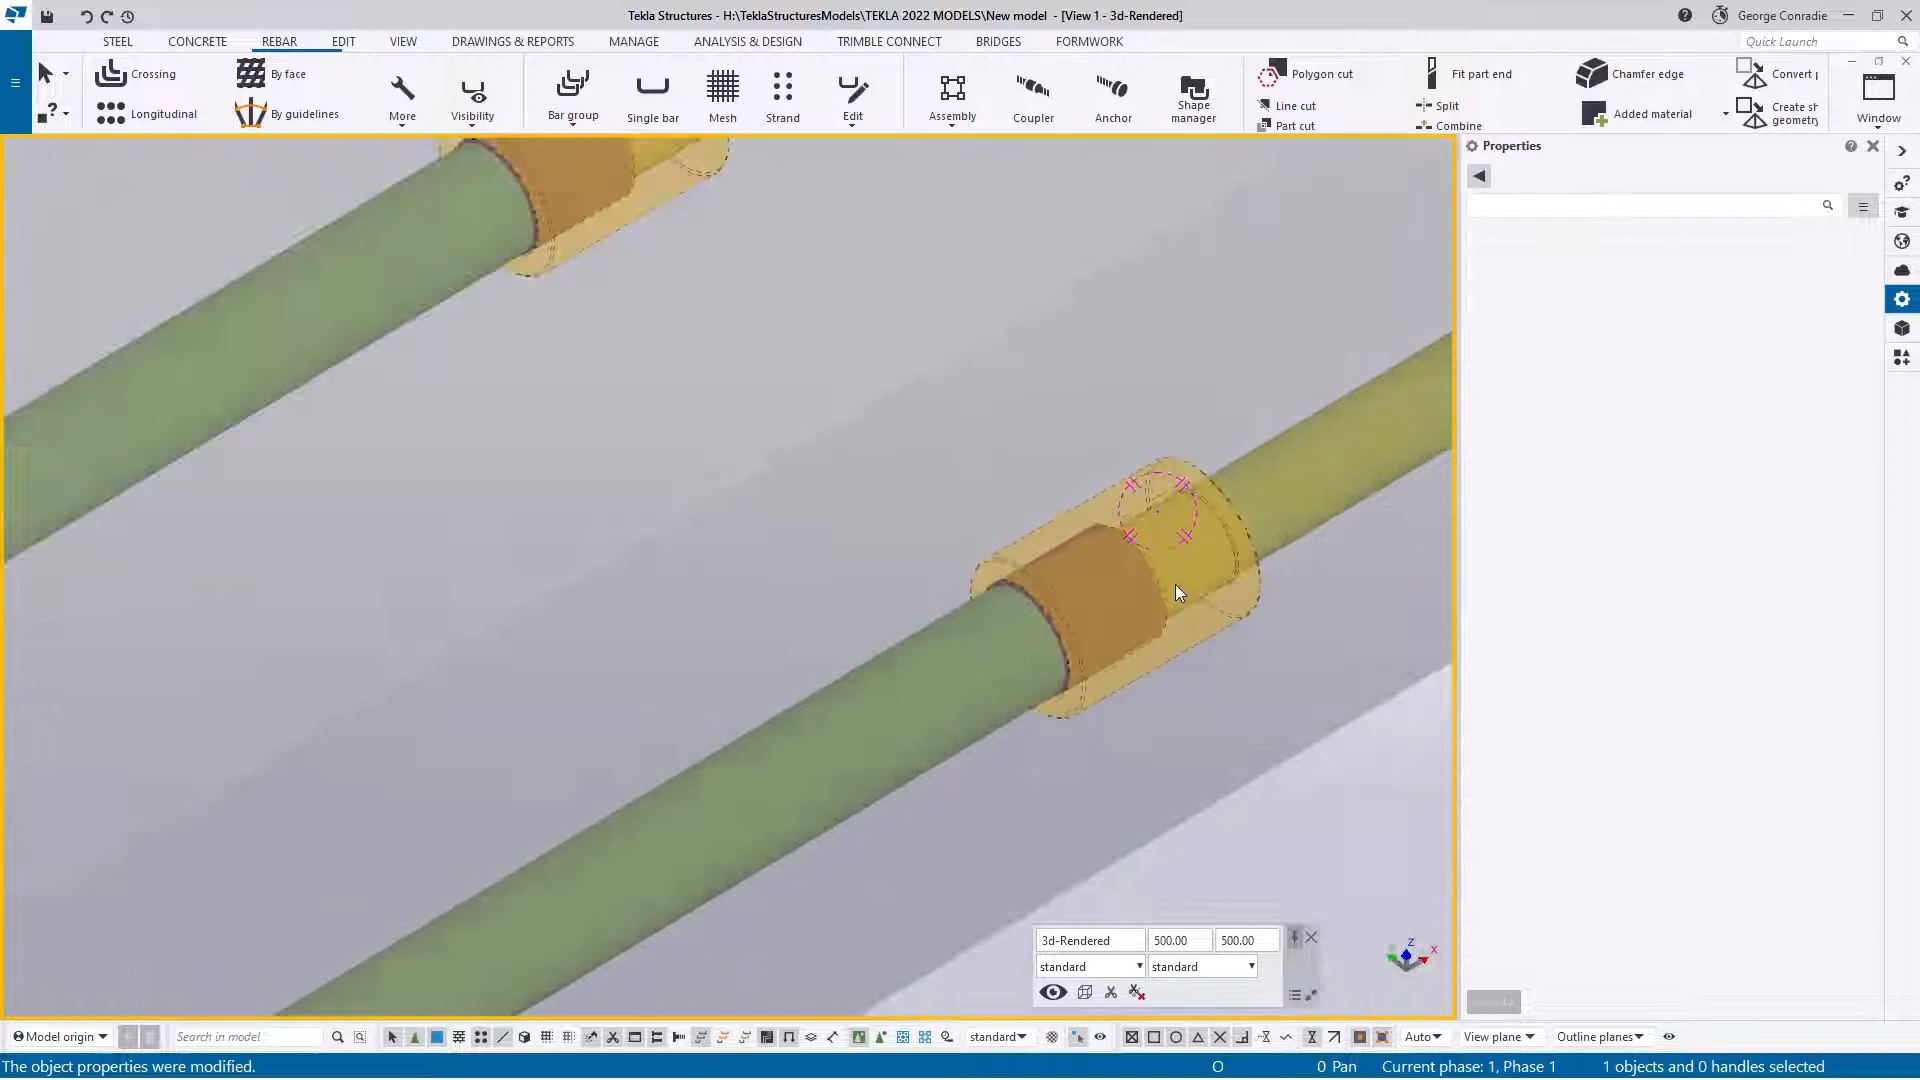 Tekla Structures - H:\TeklaStructuresModels\TEKLA 2022 MODELS\New model - [View 1 - 3d-Rendered]
George Conradie
STEEL CONCRETE REBAR EDIT VIEW DRAWINGS & REPORTS MANAGE ANALYSIS & DESIGN TRIMBLE CONNECT BRIDGES FORMWORK
Quick Launch
Crossing
Longitudinal
By face
By guidelines
More
Visibility
Bar group
Single bar
Mesh
Strand
Edit
Assembly
Coupler
Anchor
Shape
manager
Polygon cut
Line cut
Part cut
Fit part end
Split
Combine
Chamfer edge
Added material
Convert
Create sh
geometry
Window
Properties
3d-Rendered 500.00 500.00
standard standard
Z
X
Model origin
Search in model
standard
Auto
View plane
Outline planes
The object properties were modified.
O
0 Pan
Current phase: 1, Phase 1
1 objects and 0 handles selected